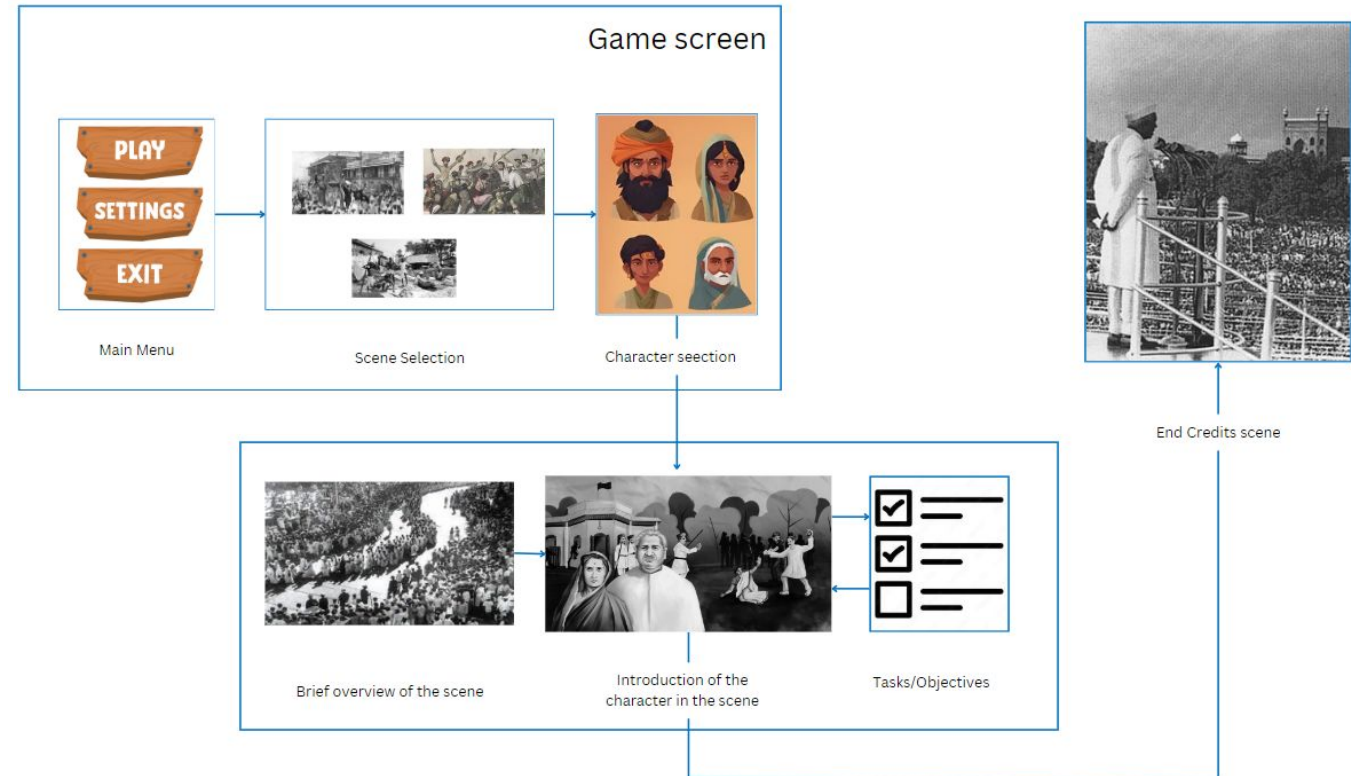 Game screen
PLAY
SETTINGS
EXIT
Main Menu
Scene Selection
Character seection
End Credits scene
Brief overview of the scene
Introduction of the
character in the scene
Tasks/Objectives